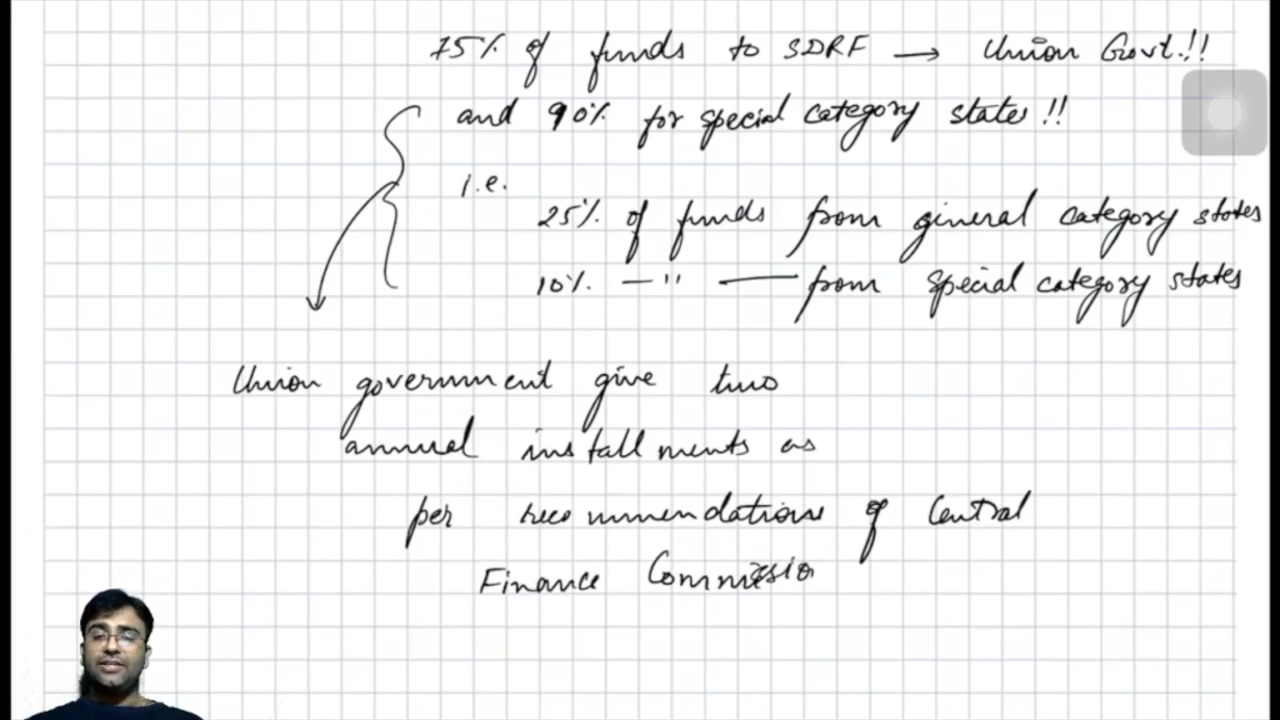 75% of funds to SDRF → Union Govt.!!
and 90% for special category states!!
i.e.
25% of funds from general category states
10% — " — from special category states
Union government give two
annual installments as
per recommendations of Central
Finance Commissio